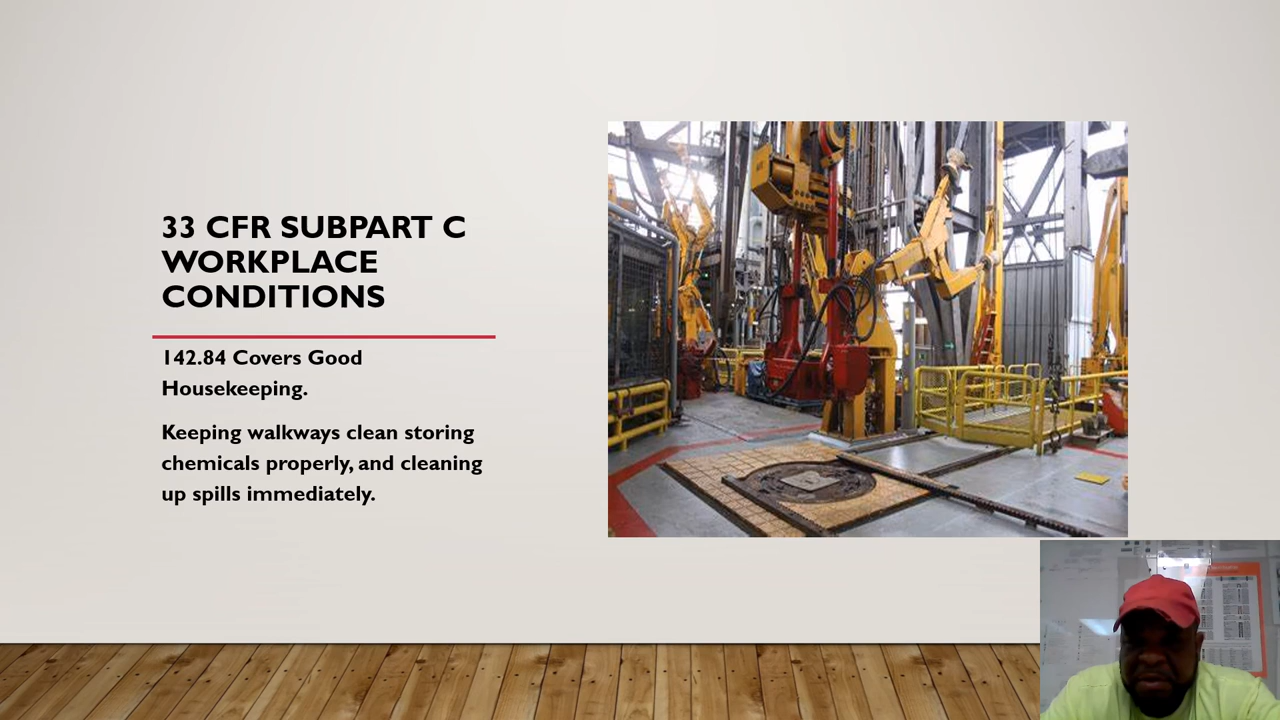 33 CFR SUBPART C
WORKPLACE
CONDITIONS
142.84 Covers Good
Housekeeping.
Keeping walkways clean storing
chemicals properly, and cleaning
up spills immediately.